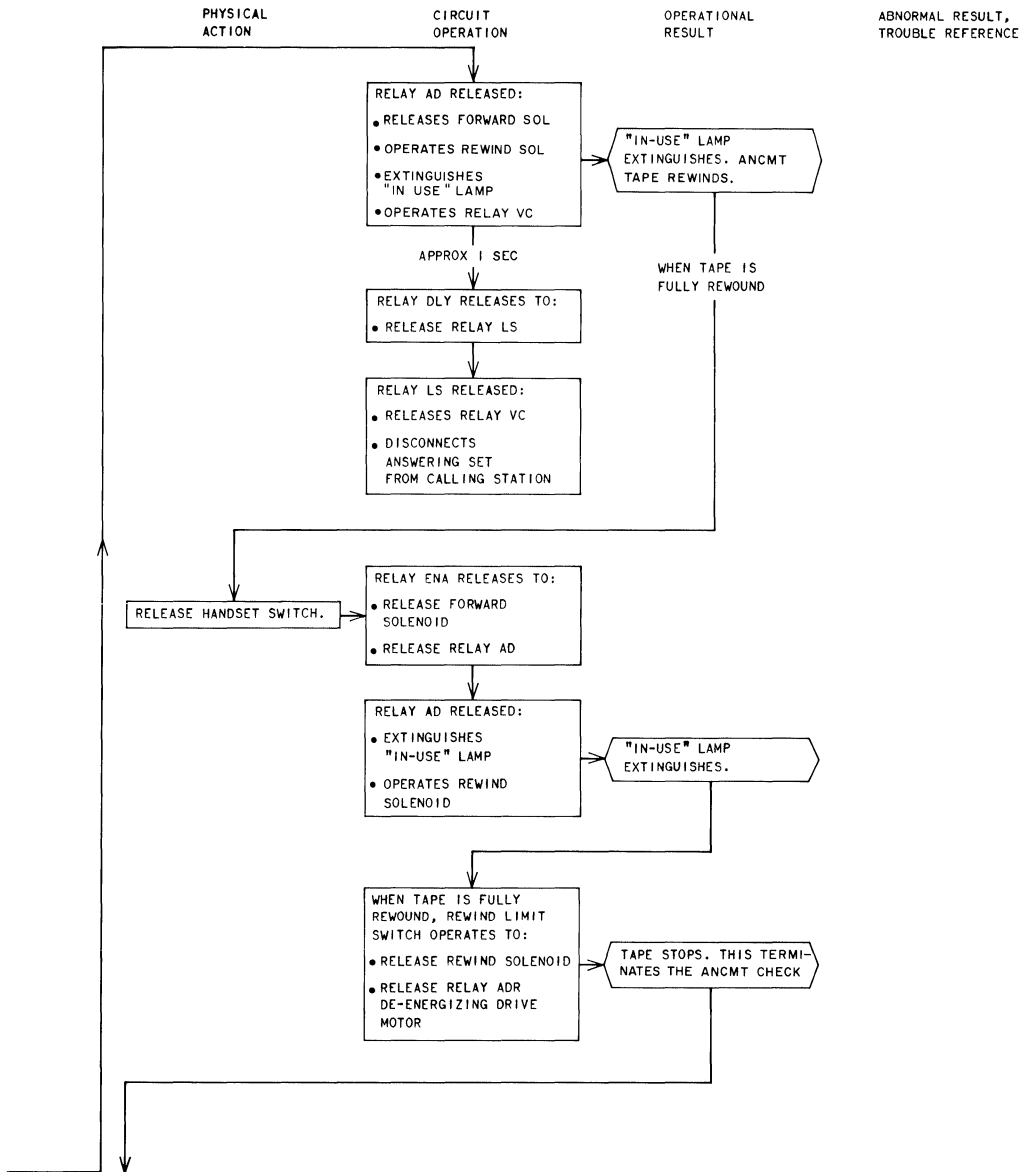 PHYSICAL
ACTION
CIRCUIT
OPERATION
OPERATIONAL
RESULT
ABNORMAL RESULT,
TROUBLE REFERENCE
RELAY AD RELEASED:
• RELEASES FORWARD SOL
• OPERATES REWIND SOL
• EXTINGUISHES
"IN USE" LAMP
• OPERATES RELAY VC
"IN-USE" LAMP
EXTINGUISHES. ANCMT
TAPE REWINDS.
APPROX 1 SEC
WHEN TAPE IS
FULLY REWOUND
RELAY DLY RELEASES TO:
• RELEASE RELAY LS
RELAY LS RELEASED:
• RELEASES RELAY VC
• DISCONNECTS
ANSWERING SET
FROM CALLING STATION
RELEASE HANDSET SWITCH.
RELAY ENA RELEASES TO:
• RELEASE FORWARD
SOLENOID
• RELEASE RELAY AD
RELAY AD RELEASED:
• EXTINGUISHES
"IN-USE" LAMP
• OPERATES REWIND
SOLENOID
"IN-USE" LAMP
EXTINGUISHES.
WHEN TAPE IS FULLY
REWOUND, REWIND LIMIT
SWITCH OPERATES TO:
• RELEASE REWIND SOLENOID
• RELEASE RELAY ADR
DE-ENERGIZING DRIVE
MOTOR
TAPE STOPS. THIS TERMI-
NATES THE ANCMT CHECK